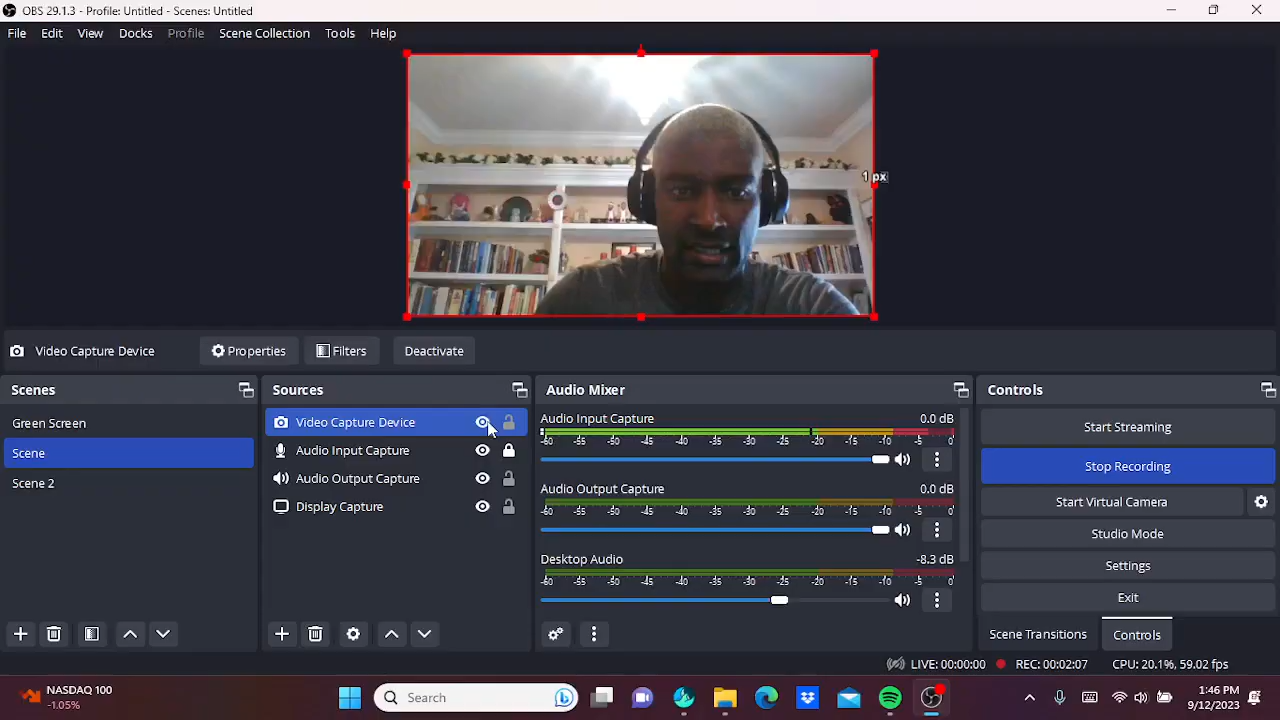 OBS 29.1.3 - Profile: Untitled - Scenes: Untitled
File Edit View Docks Profile Scene Collection Tools Help
1 px
Video Capture Device Properties Filters Deactivate
Scenes
Green Screen
Scene
Scene 2
Sources
Video Capture Device
Audio Input Capture
Audio Output Capture
Display Capture
Audio Mixer
Audio Input Capture 0.0 dB
-60 -55 -50 -45 -40 -35 -30 -25 -20 -15 -10 -5 0
Audio Output Capture 0.0 dB
-60 -55 -50 -45 -40 -35 -30 -25 -20 -15 -10 -5 0
Desktop Audio -8.3 dB
-60 -55 -50 -45 -40 -35 -30 -25 -20 -15 -10 -5 0
Controls
Start Streaming
Stop Recording
Start Virtual Camera
Studio Mode
Settings
Exit
Scene Transitions Controls
LIVE: 00:00:00 REC: 00:02:07 CPU: 20.1%, 59.02 fps
NASDAQ 100
Search
1:46 PM
9/12/2023